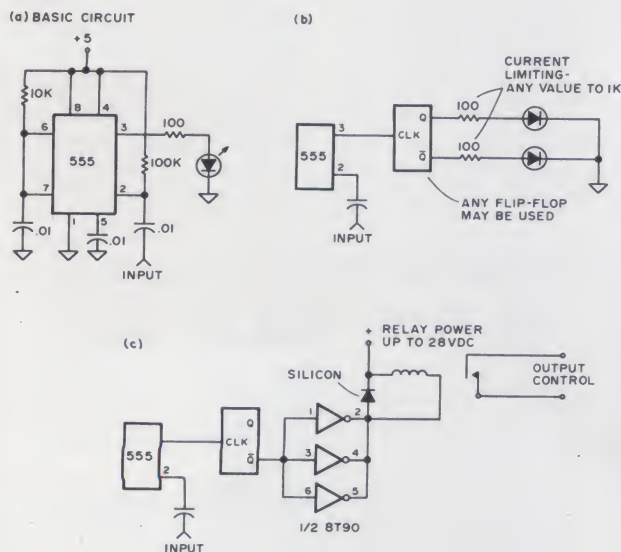 (a) BASIC CIRCUIT
+5
10K
8
4
6
3
100
555
100K
7
2
.01
1
5
.01
.01
INPUT
(b)
CURRENT
LIMITING-
ANY VALUE TO 1K
100
Q
3
CLK
555
100
Q̅
2
ANY FLIP-FLOP
MAY BE USED
INPUT
(c)
+ RELAY POWER
UP TO 28VDC
SILICON
OUTPUT
CONTROL
Q
1
2
CLK
555
Q̅
3
4
2
6
5
1/2 8T90
INPUT